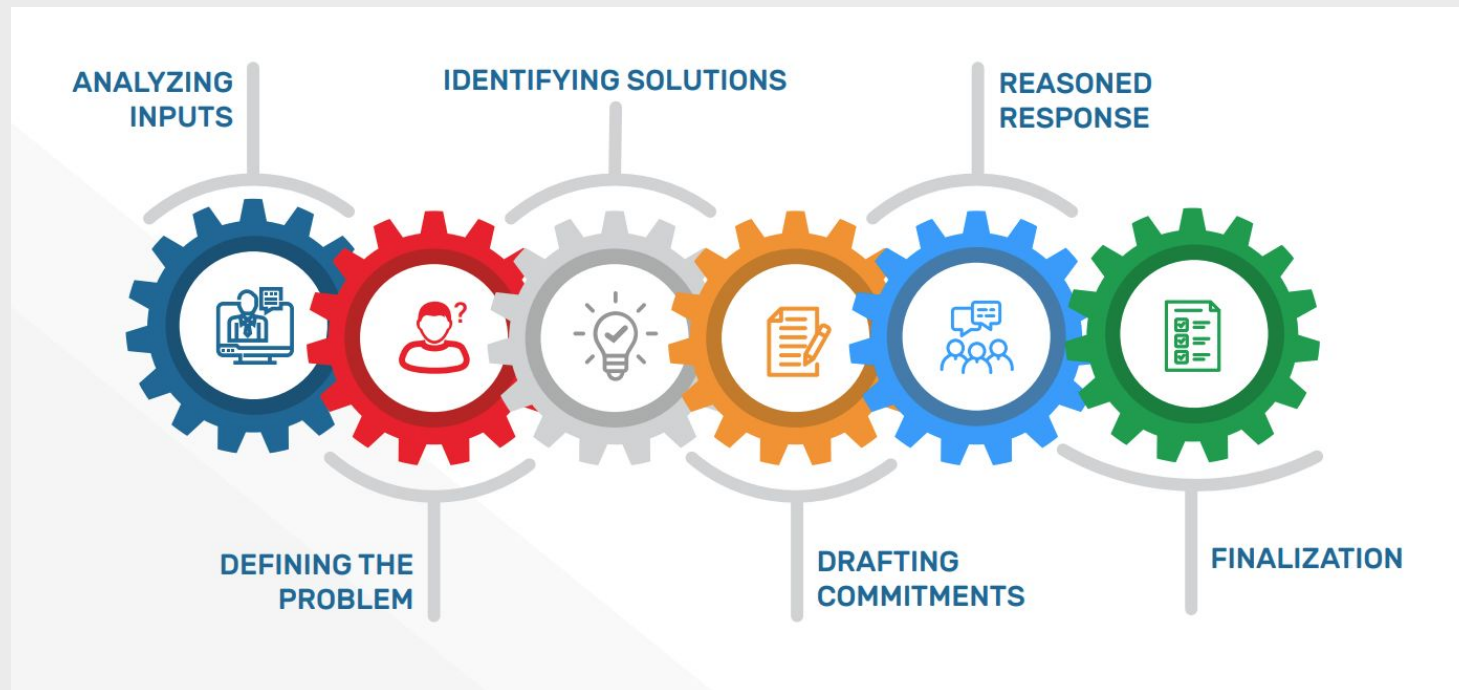 ANALYZING
INPUTS
DEFINING THE
PROBLEM
IDENTIFYING SOLUTIONS
DRAFTING
COMMITMENTS
REASONED
RESPONSE
FINALIZATION
?